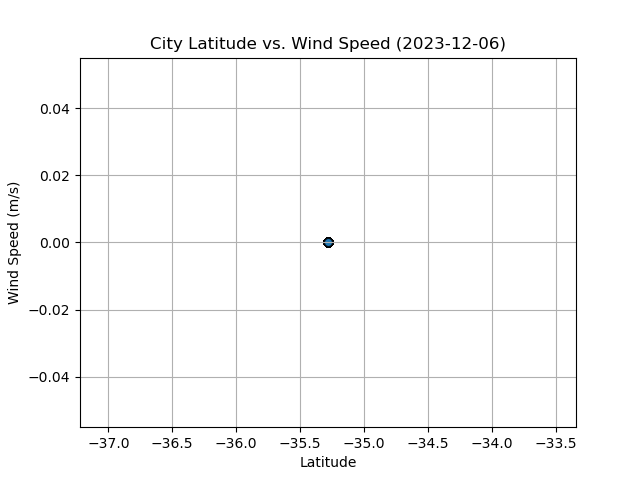 City Latitude vs. Wind Speed (2023-12-06)
0.04
0.02
0.00
−0.02
−0.04
Wind Speed (m/s)
−37.0 −36.5 −36.0 −35.5 −35.0 −34.5 −34.0 −33.5
Latitude